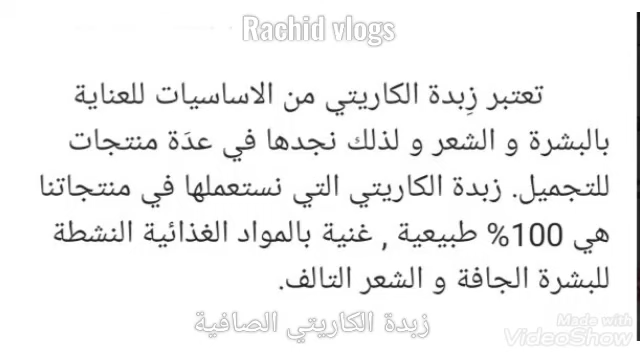 Rachid vlogs
تعتبر زِبدة الكاريتي من الاساسيات للعناية
بالبشرة و الشعر و لذلك نجدها في عدَة منتجات
للتجميل. زبدة الكاريتي التي نستعملها في منتجاتنا
هي 100% طبيعية , غنية بالمواد الغذائية النشطة
للبشرة الجافة و الشعر التالف.
زبدة الكاريتي الصافية
Made with
VideoShow